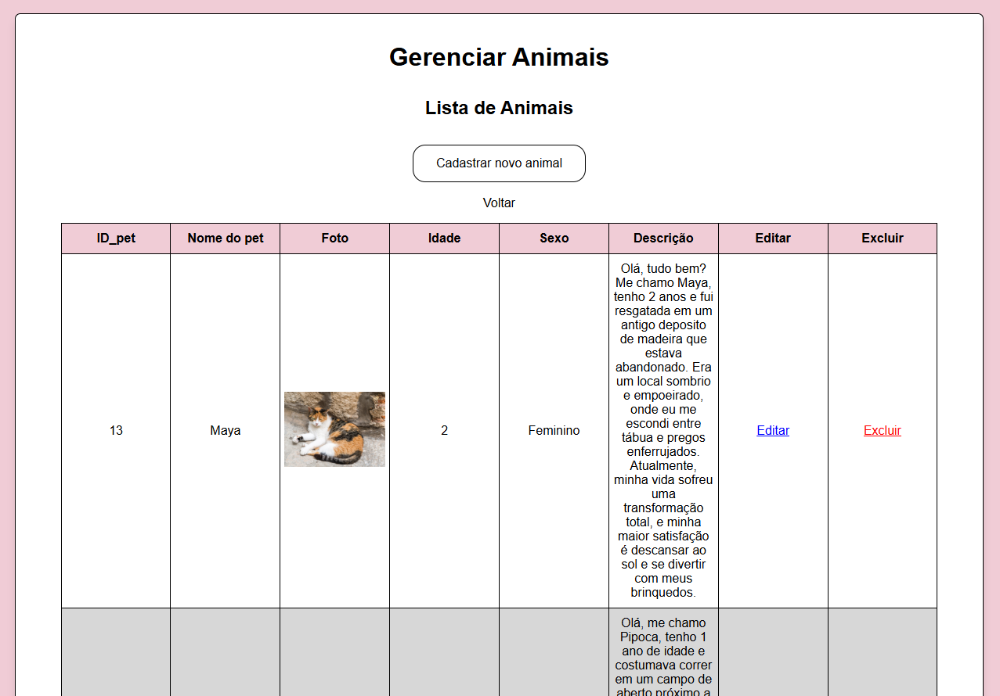 Gerenciar Animais
Lista de Animais
Cadastrar novo animal
Voltar
ID_pet Nome do pet Foto Idade Sexo Descrição Editar Excluir
13 Maya 2 Feminino
Olá, tudo bem?
Me chamo Maya,
tenho 2 anos e fui
resgatada em um
antigo deposito
de madeira que
estava
abandonado. Era
um local sombrio
e empoeirado,
onde eu me
escondi entre
tábua e pregos
enferrujados.
Atualmente,
minha vida sofreu
uma
transformação
total, e minha
maior satisfação
é descansar ao
sol e se divertir
com meus
brinquedos.
Editar Excluir
Olá, me chamo
Pipoca, tenho 1
ano de idade e
costumava correr
em um campo de
aberto próximo a